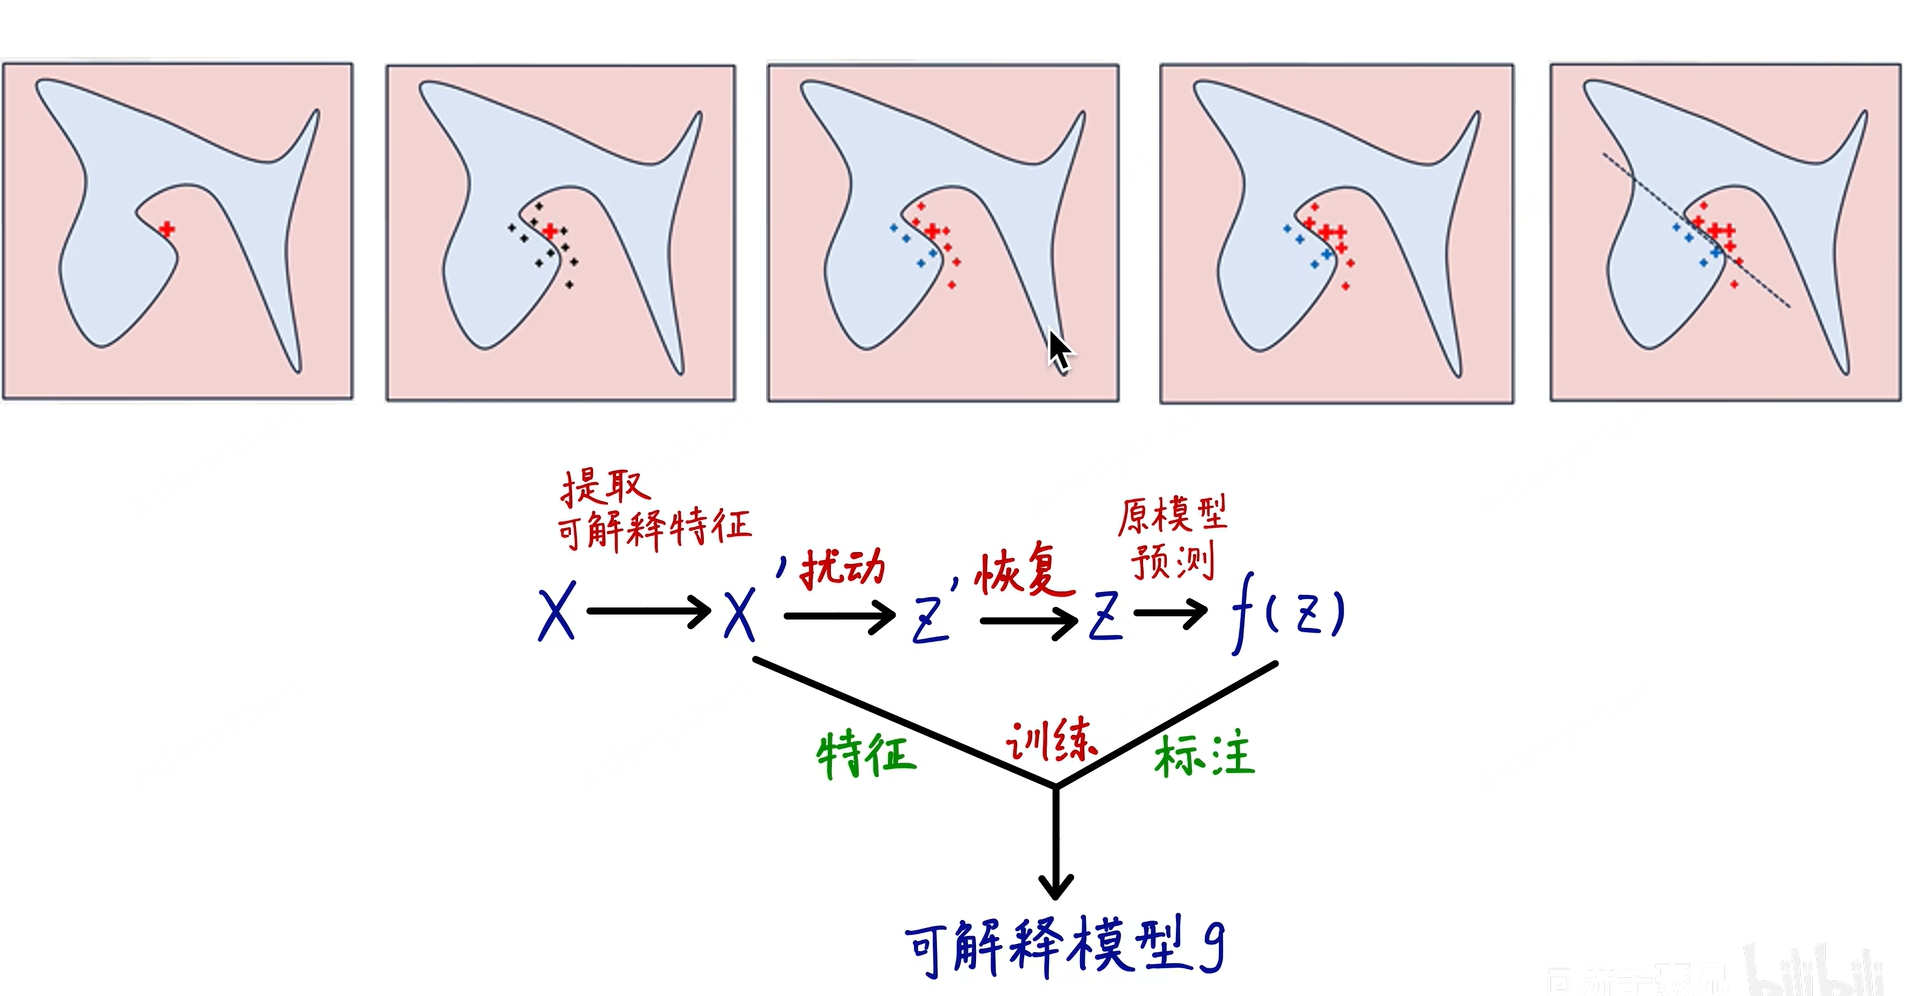 提取
可解释特征
原模型
预测
X
X'
扰动
Z'
恢复
Z
f(z)
特征
训练
标注
可解释模型g
bilibili